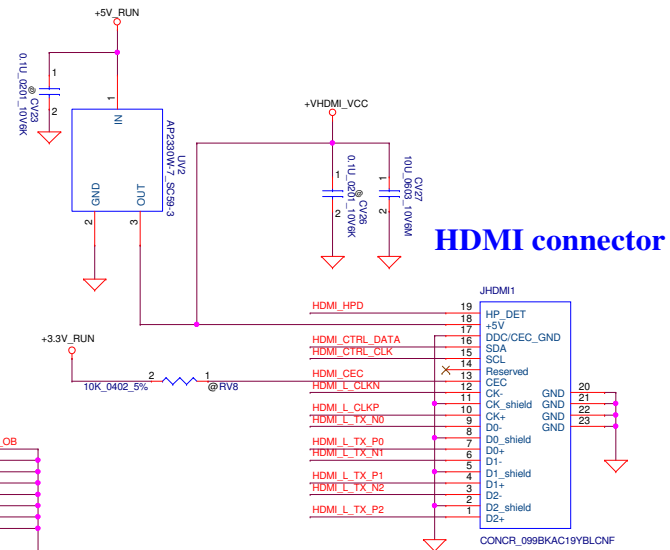 +5V_RUN
0.1U_0201_10V6K
@ CV23
1
2
1
IN
GND
OUT
2
3
UV2
AP2330W-7_SC59-3
+VHDMI_VCC
1
2
0.1U_0201_10V6K
@ CV26
1
2
10U_0603_10V6M
CV27
HDMI connector
JHDMI1
HDMI_HPD 19 HP_DET
18 +5V
17 DDC/CEC_GND
HDMI_CTRL_DATA 16 SDA
HDMI_CTRL_CLK 15 SCL
14 Reserved
+3.3V_RUN
2 1
10K_0402_5% @RV8
HDMI_CEC 13 CEC
HDMI_L_CLKN 12 CK-
11 CK_shield
HDMI_L_CLKP 10 CK+
HDMI_L_TX_N0 9 D0-
8 D0_shield
HDMI_L_TX_P0 7 D0+
HDMI_L_TX_N1 6 D1-
5 D1_shield
HDMI_L_TX_P1 4 D1+
HDMI_L_TX_N2 3 D2-
2 D2_shield
HDMI_L_TX_P2 1 D2+
GND 20
GND 21
GND 22
GND 23
_OB
CONCR_099BKAC19YBLCNF